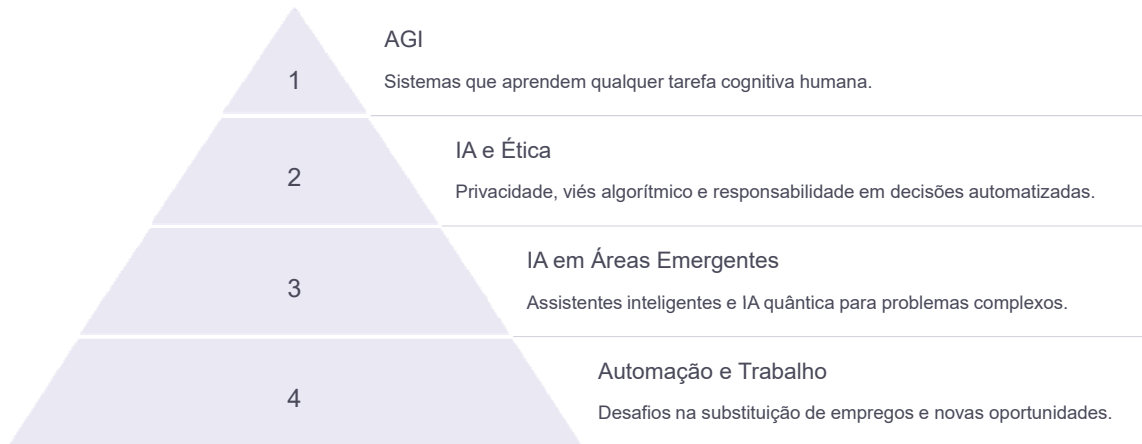 AGI
1
Sistemas que aprendem qualquer tarefa cognitiva humana.
IA e Ética
2
Privacidade, viés algorítmico e responsabilidade em decisões automatizadas.
IA em Áreas Emergentes
3
Assistentes inteligentes e IA quântica para problemas complexos.
Automação e Trabalho
4
Desafios na substituição de empregos e novas oportunidades.